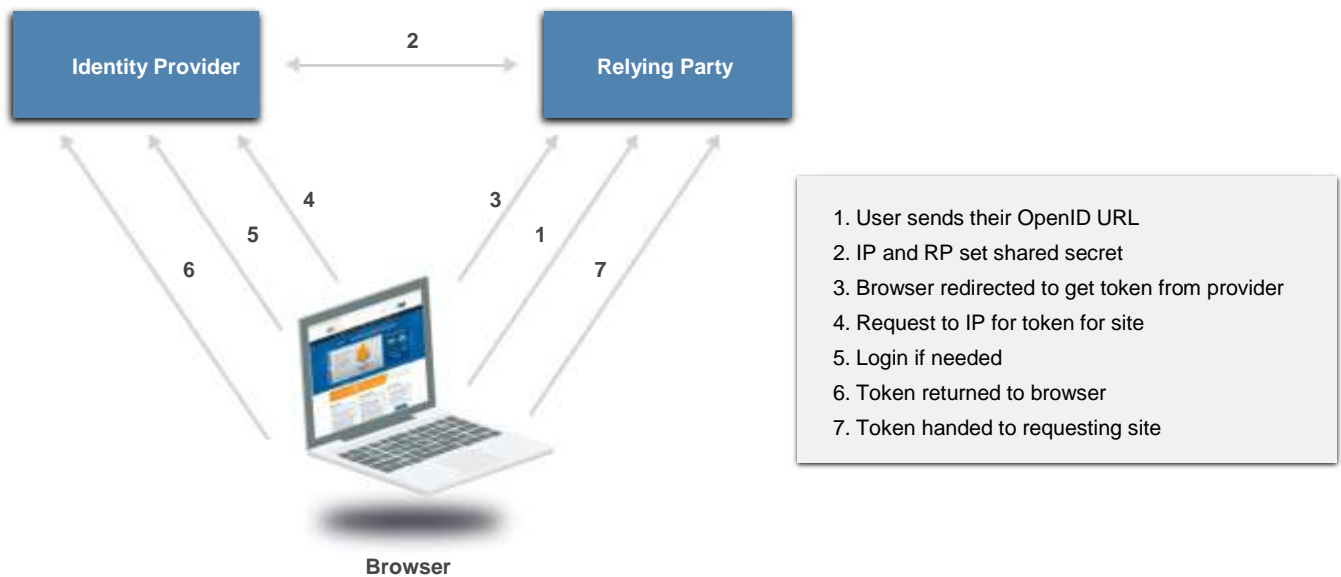 2
Identity Provider
Relying Party
4
3
5
1
6
7
1. User sends their OpenID URL
2. IP and RP set shared secret
3. Browser redirected to get token from provider
4. Request to IP for token for site
5. Login if needed
6. Token returned to browser
7. Token handed to requesting site
Browser